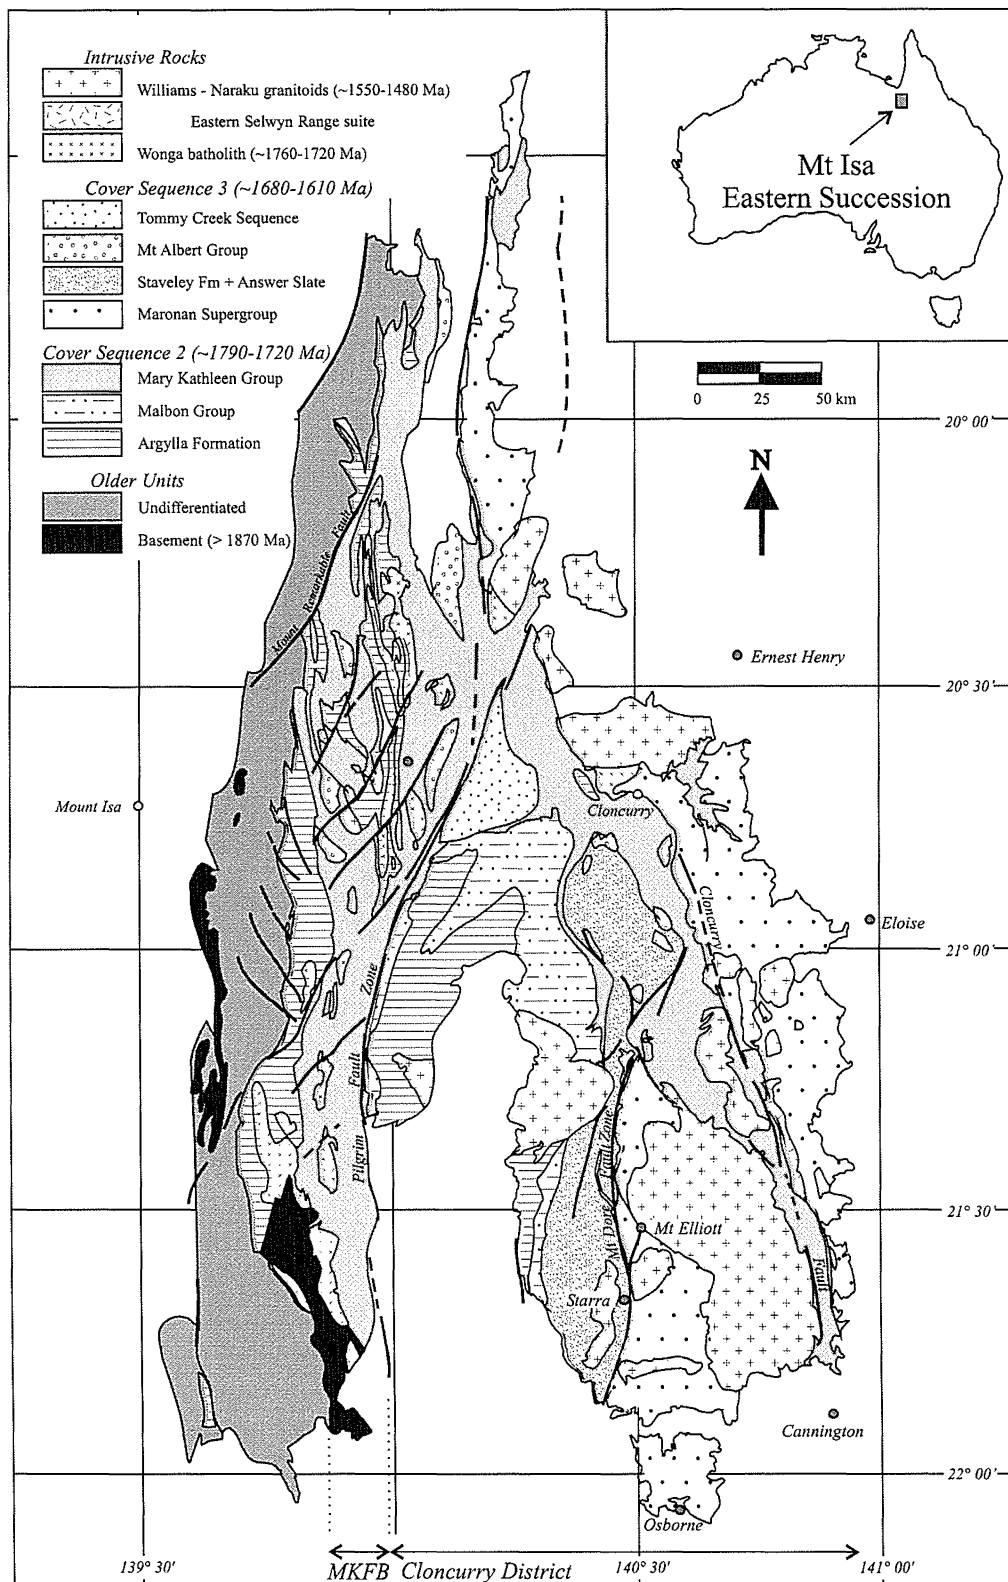 Intrusive Rocks
Williams - Naraku granitoids (~1550-1480 Ma)
Eastern Selwyn Range suite
Wonga batholith (~1760-1720 Ma)
Cover Sequence 3 (~1680-1610 Ma)
Tommy Creek Sequence
Mt Albert Group
Staveley Fm + Answer Slate
Maronan Supergroup
Cover Sequence 2 (~1790-1720 Ma)
Mary Kathleen Group
Malbon Group
Argylla Formation
Older Units
Undifferentiated
Basement (> 1870 Ma)
Mt Isa
Eastern Succession
0 25 50 km
20° 00'
N
Mount Remarkable Fault
Ernest Henry
20° 30'
Mount Isa
Cloncurry
Cloncurry
Eloise
21° 00'
Pilgrim Fault Zone
Mt Dore Fault Zone
21° 30'
Mt Elliott
Fault
Starra
Cannington
22° 00'
Osborne
139° 30'
MKFB Cloncurry District
140° 30'
141° 00'